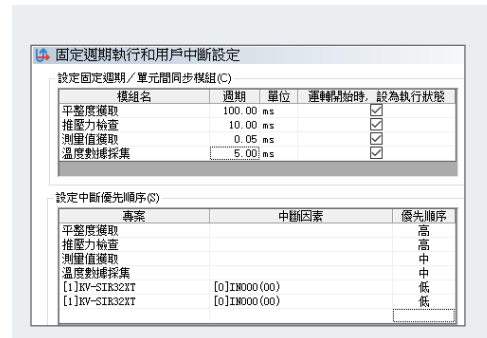 固定週期執行和用戶中斷設定
設定固定週期／單元間同步模組(C)
模組名 週期 單位 運轉開始時，設為執行狀態
平整度獲取 100.00 ms
推壓力檢查 10.00 ms
測量值獲取 0.05 ms
溫度數據採集 5.00 ms
設定中斷優先順序(S)
專案 中斷因素 優先順序
平整度獲取 高
推壓力檢查 高
測量值獲取 中
溫度數據採集 中
[1]KV-SIR32XT [0]IN000(00) 低
[1]KV-SIR32XT [0]IN000(00) 低